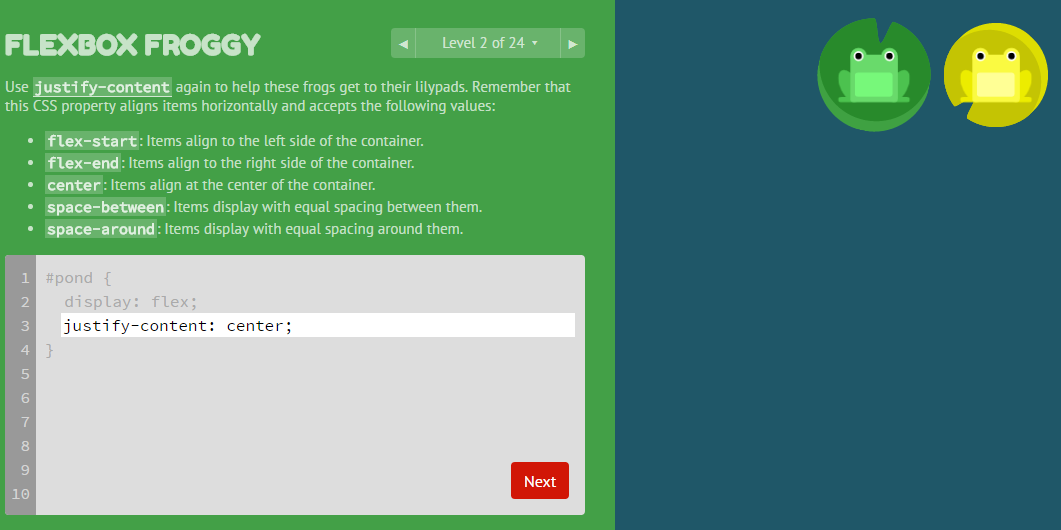 FLEXBOX FROGGY
◀ Level 2 of 24 ▾ ▶
Use justify-content again to help these frogs get to their lilypads. Remember that
this CSS property aligns items horizontally and accepts the following values:
• flex-start: Items align to the left side of the container.
• flex-end: Items align to the right side of the container.
• center: Items align at the center of the container.
• space-between: Items display with equal spacing between them.
• space-around: Items display with equal spacing around them.
1 #pond {
2 display: flex;
3 justify-content: center;
4 }
5
6
7
8
9
10
Next